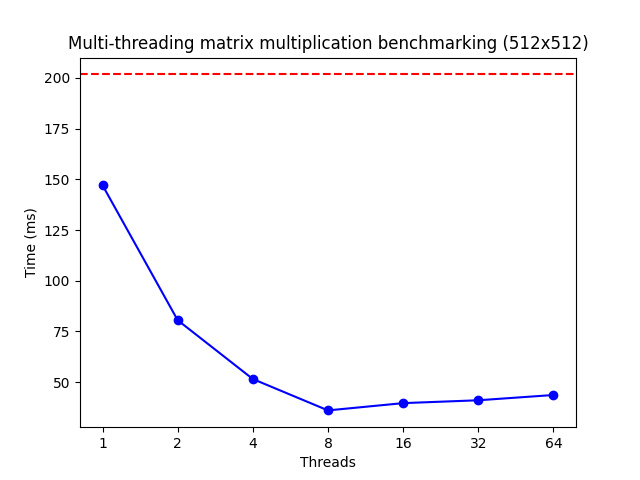 Multi-threading matrix multiplication benchmarking (512x512)
200
175
150
125
100
75
50
Time (ms)
1 2 4 8 16 32 64
Threads